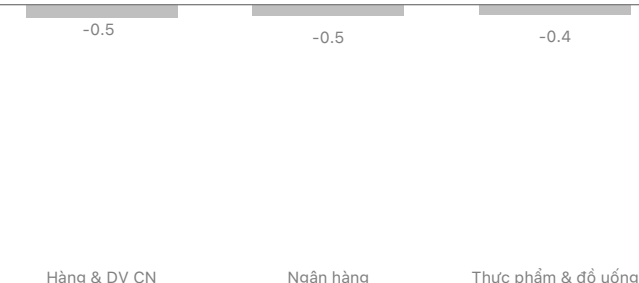 -0.5
-0.5
-0.4
Hàng & DV CN
Ngân hàng
Thực phẩm & đồ uống